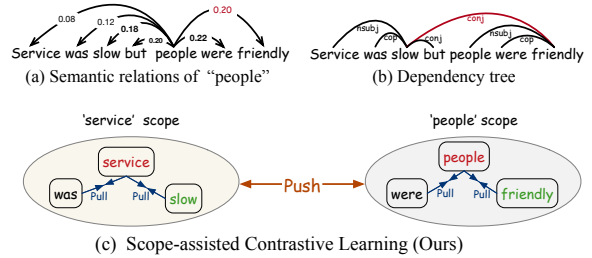 0.08
0.12
0.18
0.20
0.22
0.20
Service was slow but people were friendly
(a) Semantic relations of “people”
nsubj
cop
conj
conj
nsubj
cop
Service was slow but people were friendly
(b) Dependency tree
'service' scope
service
was
slow
Pull
Pull
Push
'people' scope
people
were
friendly
Pull
Pull
(c) Scope-assisted Contrastive Learning (Ours)